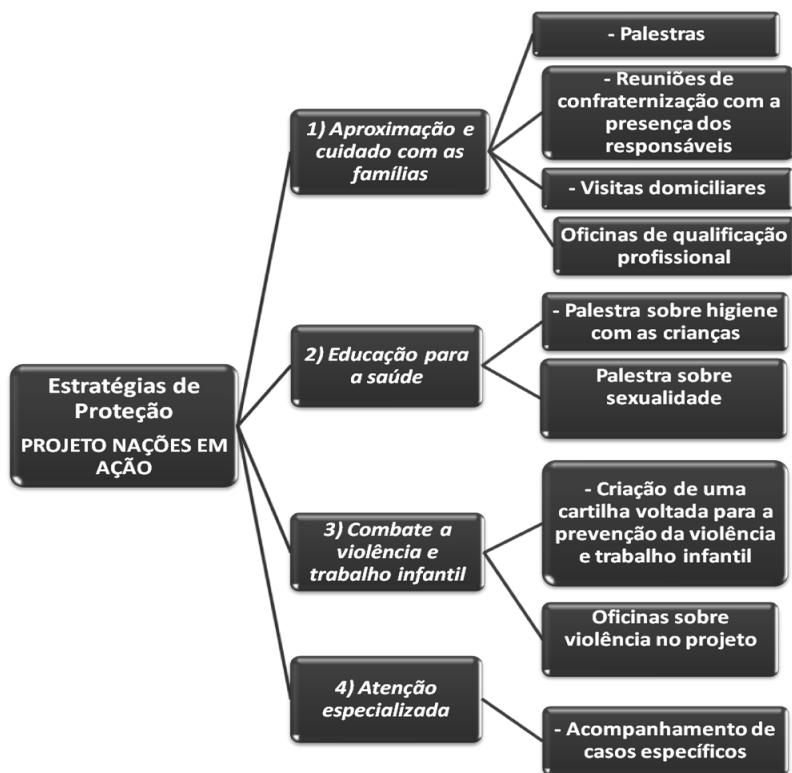 Estratégias de
Proteção
PROJETO NAÇÕES EM
AÇÃO
1) Aproximação e
cuidado com as
famílias
- Palestras
- Reuniões de
confraternização com a
presença dos
responsáveis
- Visitas domiciliares
Oficinas de qualificação
profissional
2) Educação para
a saúde
- Palestra sobre higiene
com as crianças
Palestra sobre
sexualidade
3) Combate a
violência e
trabalho infantil
- Criação de uma
cartilha voltada para a
prevenção da violência
e trabalho infantil
Oficinas sobre
violência no projeto
4) Atenção
especializada
- Acompanhamento de
casos específicos